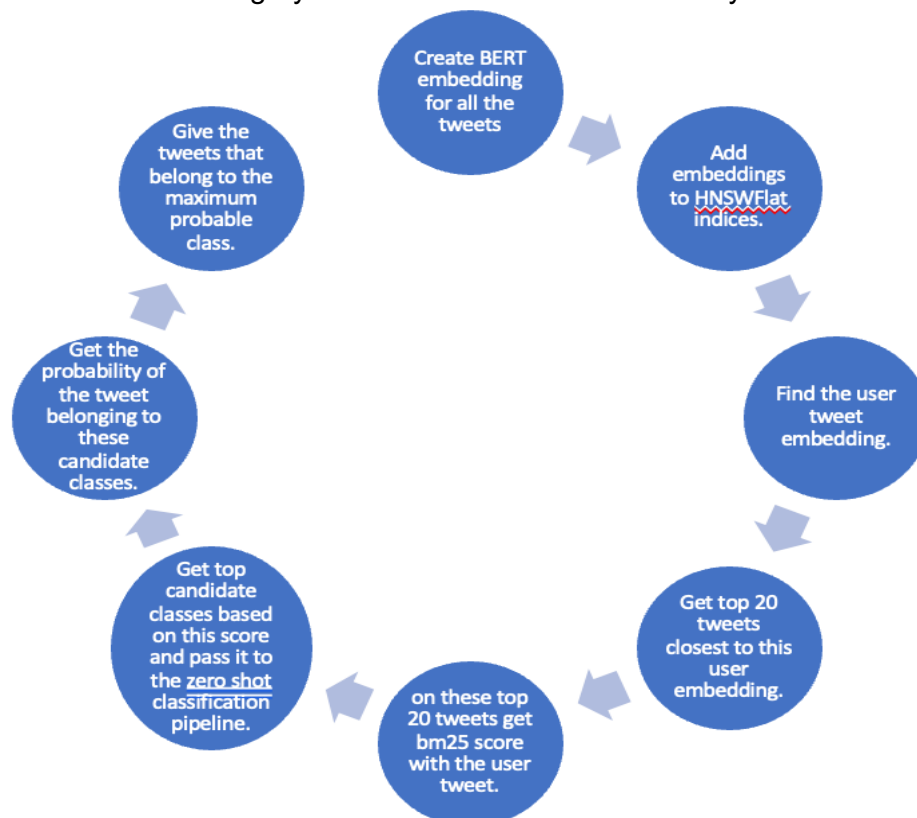 Create BERT
embedding
for all the
tweets
Add
embeddings
to HNSWFlat
indices.
Find the user
tweet
embedding.
Get top 20
tweets
closest to this
user
embedding.
on these top
20 tweets get
bm25 score
with the user
tweet.
Get top
candidate
classes based
on this score
and pass it to
the zero shot
classification
pipeline.
Get the
probability of
the tweet
belonging to
these
candidate
classes.
Give the
tweets that
belong to the
maximum
probable
class.